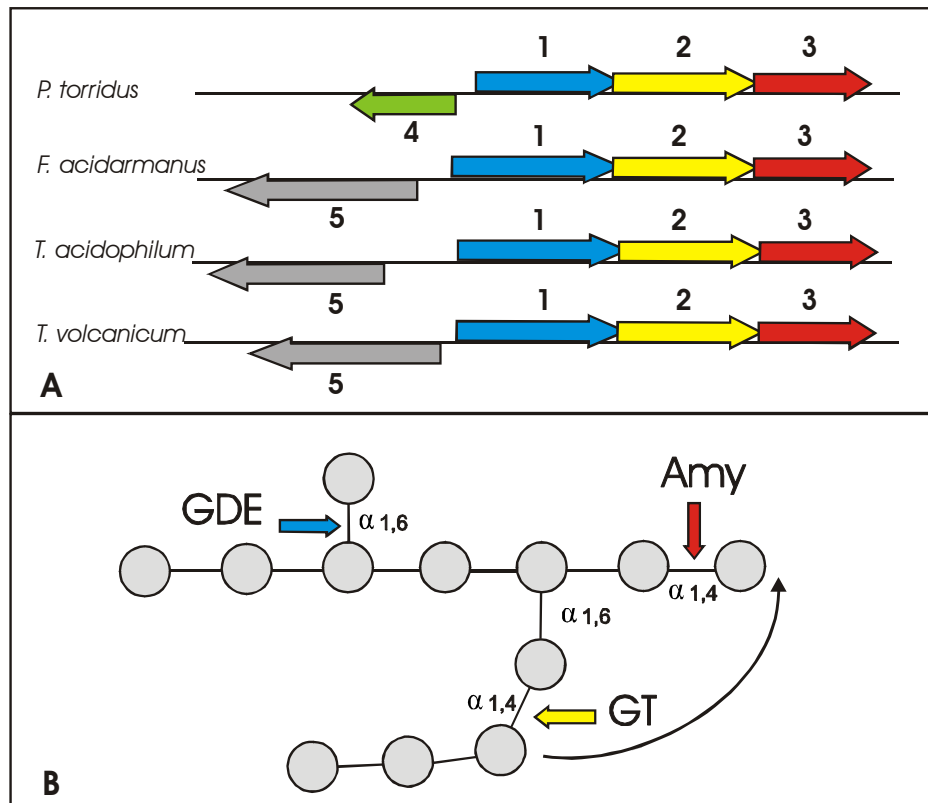 1 2 3
P. torridus
4
1 2 3
F. acidarmanus
5
1 2 3
T. acidophilum
5
1 2 3
T. volcanicum
5
A
Amy
GDE
α 1,6
α 1,4
α 1,6
α 1,4
GT
B